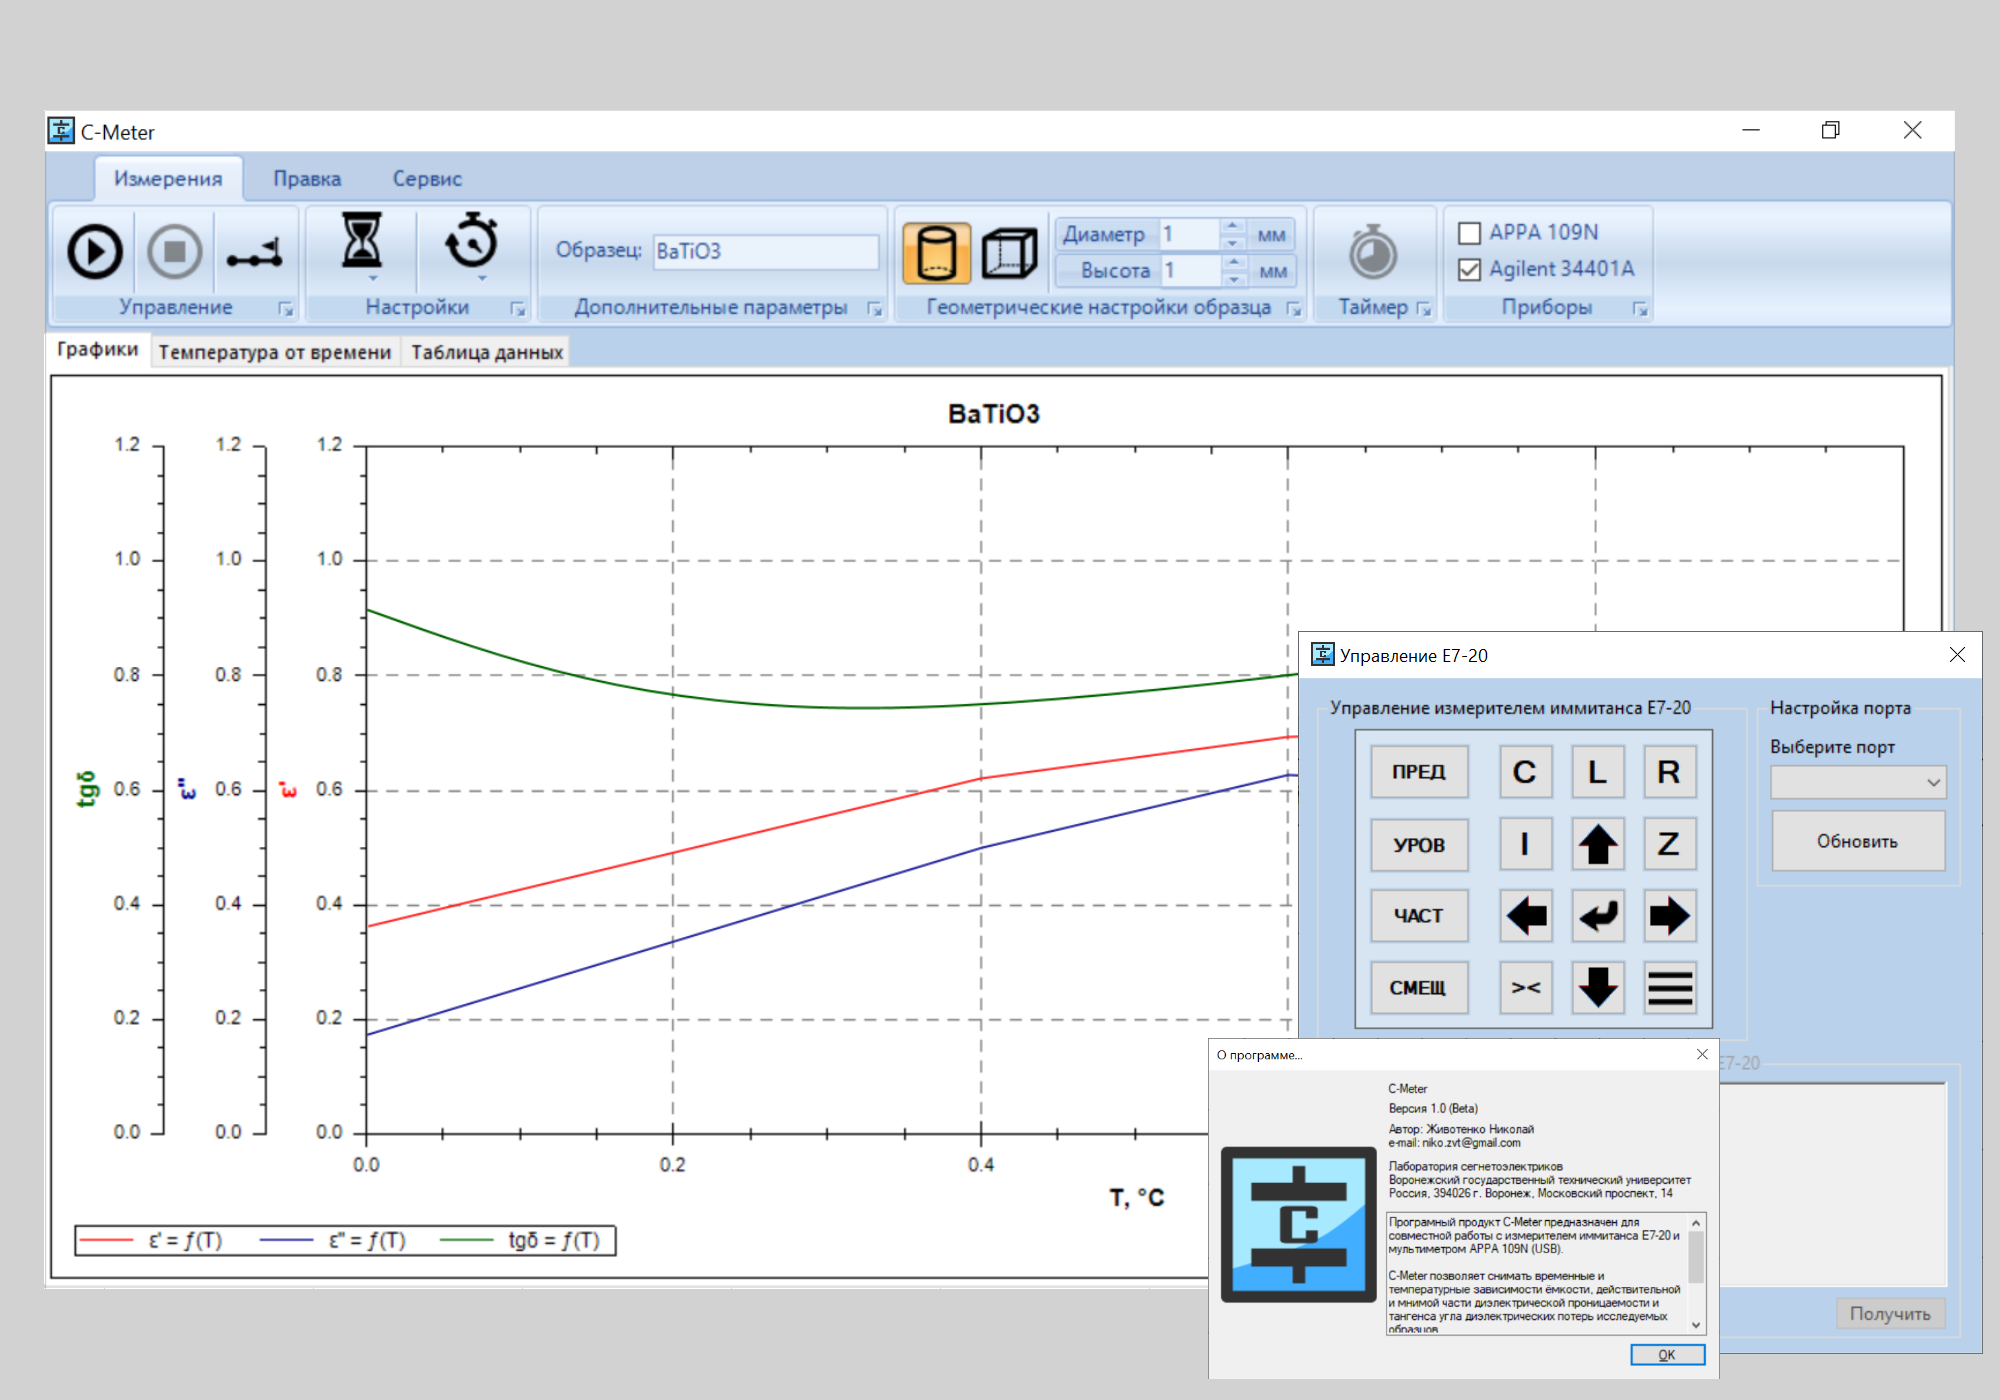 C-Meter
Измерения Правка Сервис
Образец: BaTiO3
Диаметр 1 мм
Высота 1 мм
APPA 109N
Agilent 34401A
Управление Настройки Дополнительные параметры Геометрические настройки образца Таймер Приборы
Графики Температура от времени Таблица данных
BaTiO3
1.2 1.2 1.2
1.0 1.0 1.0
0.8 0.8 0.8
tgδ 0.6 ε'' 0.6 ε' 0.6
0.4 0.4 0.4
0.2 0.2 0.2
0.0 0.0 0.0
0.0 0.2 0.4
T, °C
ε' = ƒ(T) ε'' = ƒ(T) tgδ = ƒ(T)
Управление Е7-20
Управление измерителем иммитанса Е7-20
ПРЕД C L R
УРОВ I Z
ЧАСТ
СМЕЩ ><
Настройка порта
Выберите порт
Обновить
Е7-20
Получить
О программе...
C-Meter
Версия 1.0 (Beta)
Автор: Животенко Николай
e-mail: niko.zvt@gmail.com
Лаборатория сегнетоэлектриков
Воронежский государственный технический университет
Россия, 394026 г. Воронеж, Московский проспект, 14
C
Програмный продукт C-Meter предназначен для
совместной работы с измерителем иммитанса Е7-20 и
мультиметром APPA 109N (USB).
C-Meter позволяет снимать временные и
температурные зависимости ёмкости, действительной
и мнимой части диэлектрической проницаемости и
тангенса угла диэлектрических потерь исследуемых
образцов
OK